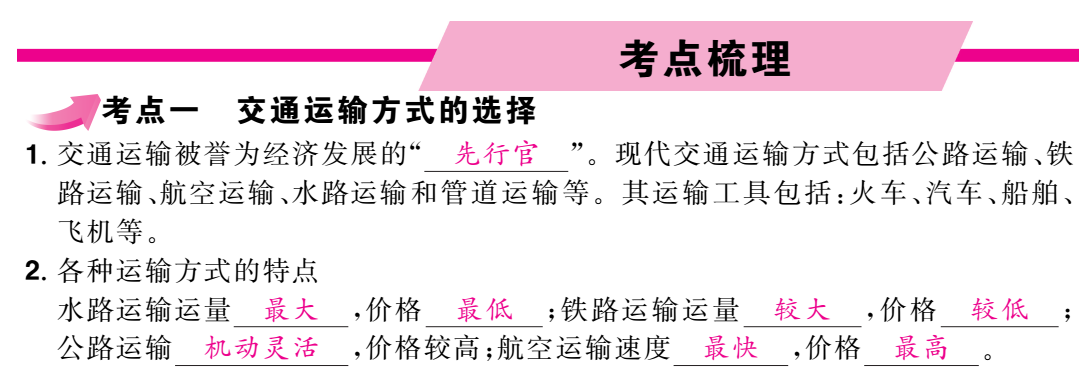 考点梳理
考点一 交通运输方式的选择
1. 交通运输被誉为经济发展的“ 先行官 ”。现代交通运输方式包括公路运输、铁
路运输、航空运输、水路运输和管道运输等。其运输工具包括:火车、汽车、船舶、
飞机等。
2. 各种运输方式的特点
水路运输运量 最大 ,价格 最低 ;铁路运输运量 较大 ,价格 较低 ;
公路运输 机动灵活 ,价格较高;航空运输速度 最快 ,价格 最高 。